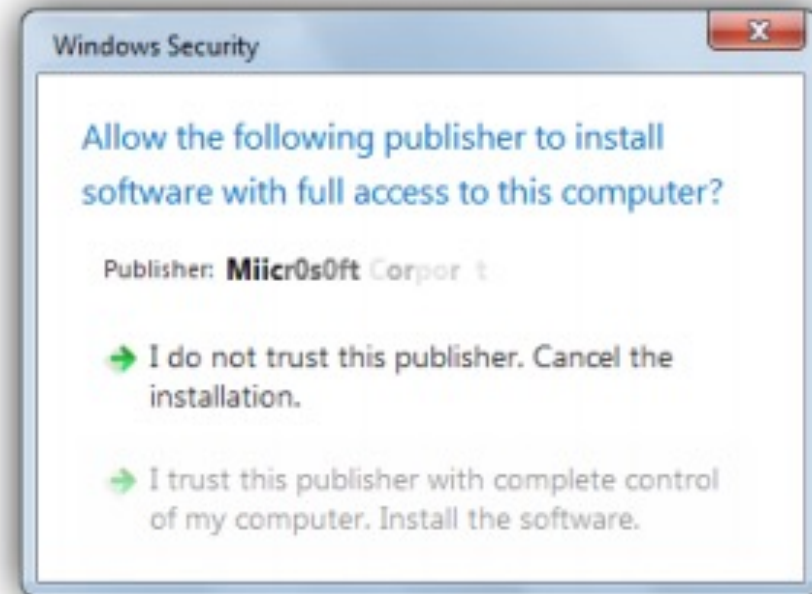 Windows Security
Allow the following publisher to install
software with full access to this computer?
Publisher: Miicr0s0ft Corpor t
I do not trust this publisher. Cancel the
installation.
I trust this publisher with complete control
of my computer. Install the software.